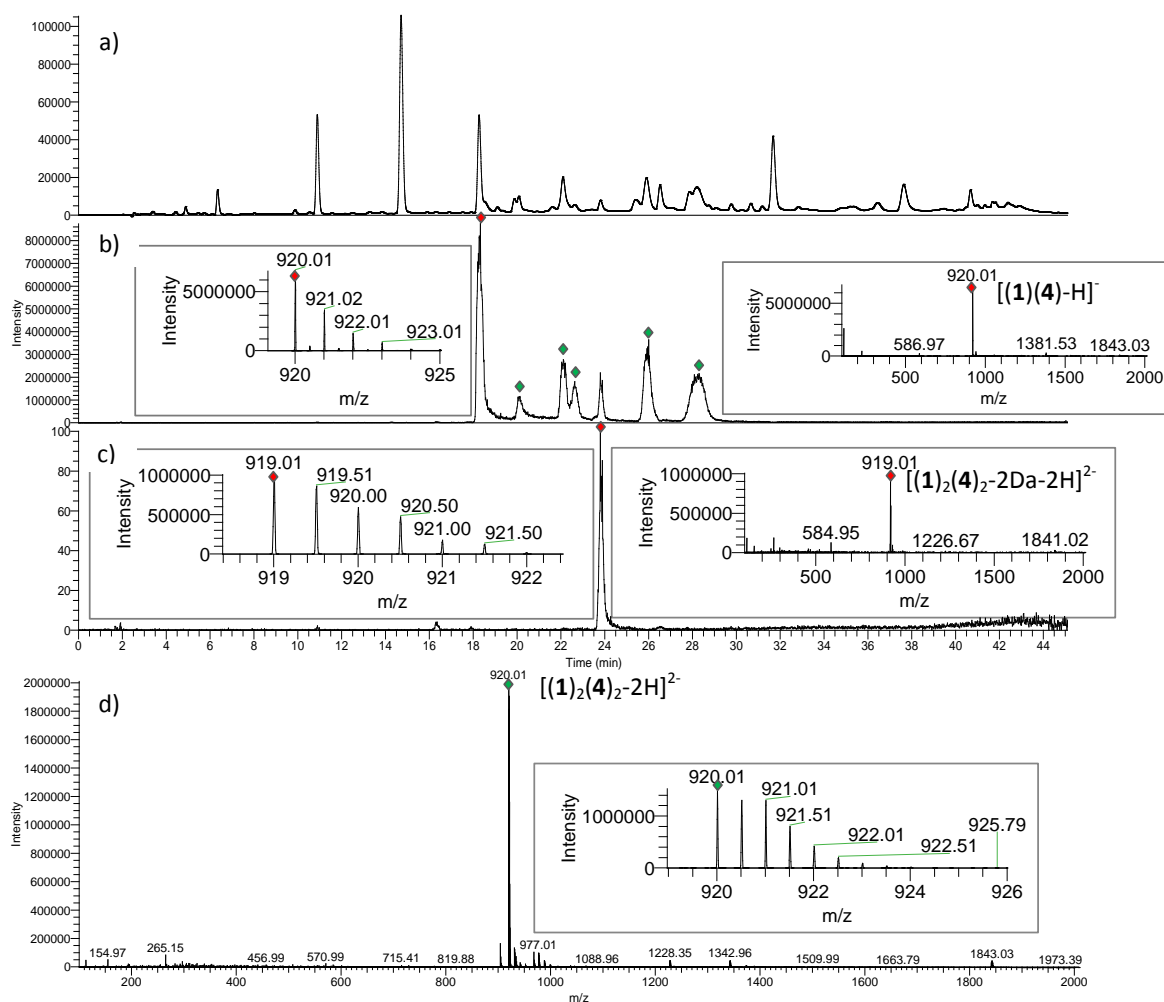 a)
100000
80000
60000
40000
20000
0
Intensity
b)
8000000
7000000
6000000
5000000
4000000
3000000
2000000
1000000
0
Intensity
920.01
921.02
922.01
923.01
5000000
0
Intensity
920 925
m/z
920.01
[(1)(4)-H]⁻
5000000
0
Intensity
586.97 1381.53 1843.03
500 1000 1500 2000
m/z
c)
100
80
60
40
20
0
Intensity
919.01
919.51
920.00
920.50
921.00
921.50
1000000
500000
0
Intensity
919 920 921 922
m/z
919.01
[(1)₂(4)₂-2Da-2H]²⁻
1000000
500000
0
Intensity
584.95 1226.67 1841.02
500 1000 1500 2000
m/z
0 2 4 6 8 10 12 14 16 18 20 22 24 26 28 30 32 34 36 38 40 42 44
Time (min)
d)
920.01
[(1)₂(4)₂-2H]²⁻
2000000
1800000
1600000
1400000
1200000
1000000
800000
600000
400000
200000
0
Intensity
920.01
921.01
921.51
922.01
922.51
925.79
1000000
0
Intensity
920 922 924 926
m/z
154.97 265.15 456.99 570.99 715.41 819.88 977.01 1088.96 1228.35 1342.96 1509.99 1663.79 1843.03 1973.39
200 400 600 800 1000 1200 1400 1600 1800 2000
m/z